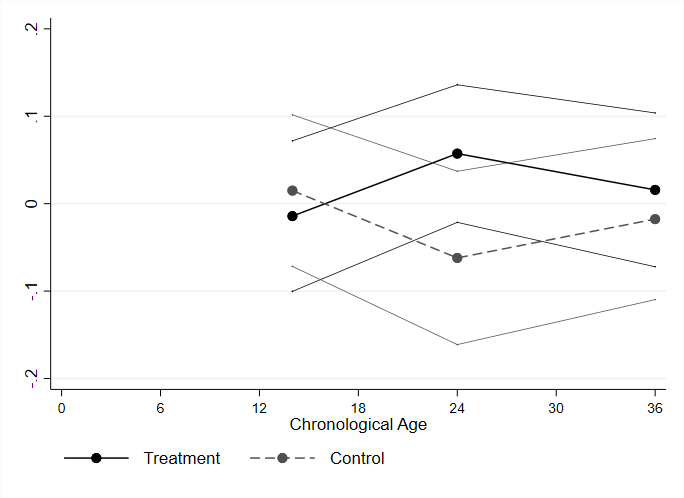 .2
.1
0
-.1
-.2
0 6 12 18 24 30 36
Chronological Age
Treatment Control